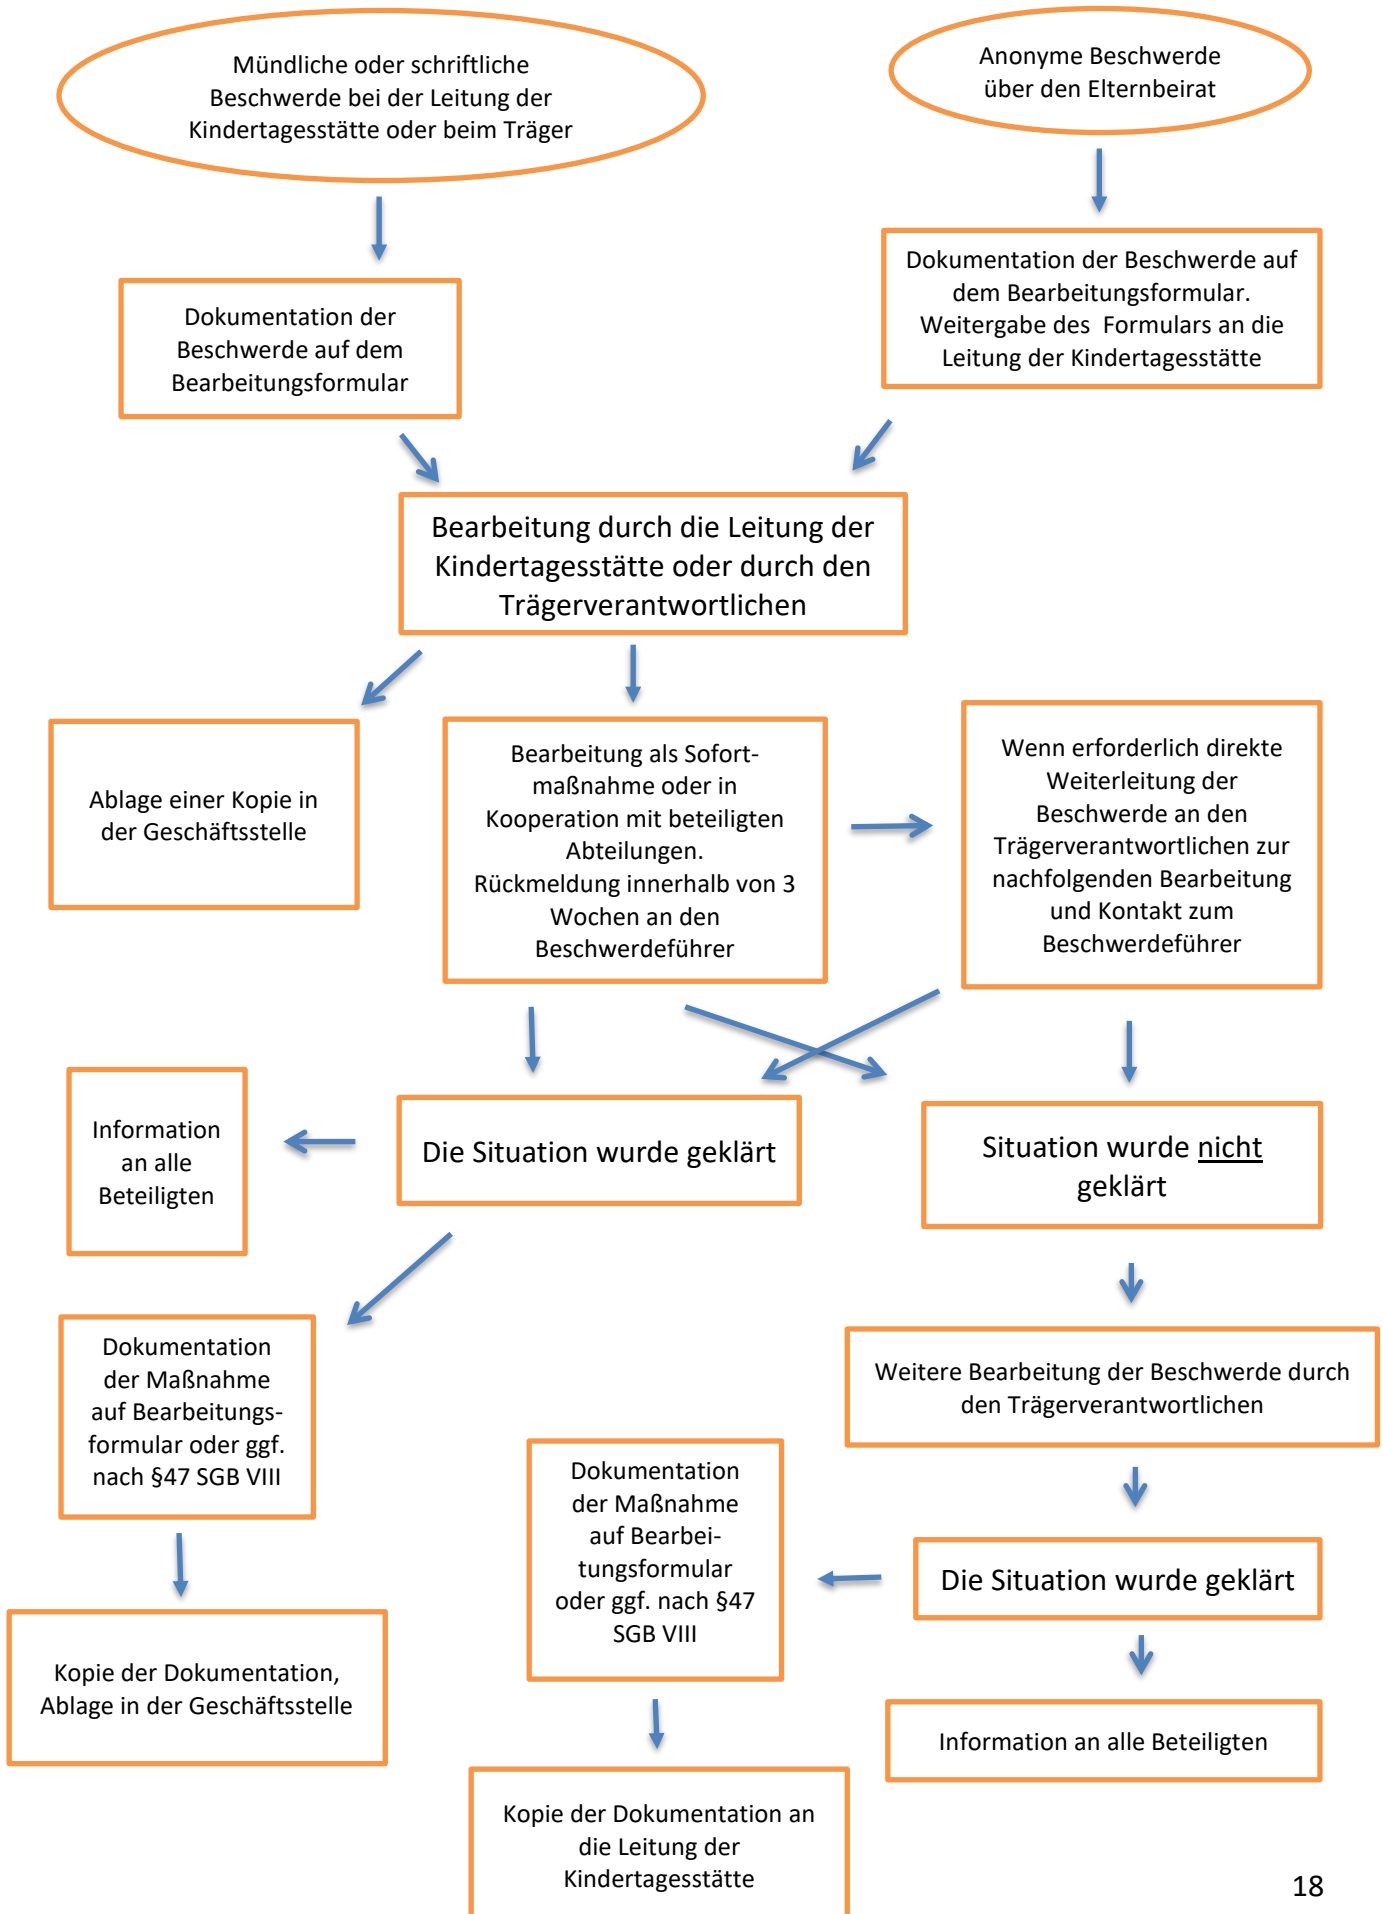 Mündliche oder schriftliche
Beschwerde bei der Leitung der
Kindertagesstätte oder beim Träger
Anonyme Beschwerde
über den Elternbeirat
Dokumentation der
Beschwerde auf dem
Bearbeitungsformular
Dokumentation der Beschwerde auf
dem Bearbeitungsformular.
Weitergabe des  Formulars an die
Leitung der Kindertagesstätte
Bearbeitung durch die Leitung der
Kindertagesstätte oder durch den
Trägerverantwortlichen
Ablage einer Kopie in
der Geschäftsstelle
Bearbeitung als Sofort-
maßnahme oder in
Kooperation mit beteiligten
Abteilungen.
Rückmeldung innerhalb von 3
Wochen an den
Beschwerdeführer
Wenn erforderlich direkte
Weiterleitung der
Beschwerde an den
Trägerverantwortlichen zur
nachfolgenden Bearbeitung
und Kontakt zum
Beschwerdeführer
Information
an alle
Beteiligten
Die Situation wurde geklärt
Situation wurde nicht
geklärt
Dokumentation
der Maßnahme
auf Bearbeitungs-
formular oder ggf.
nach §47 SGB VIII
Weitere Bearbeitung der Beschwerde durch
den Trägerverantwortlichen
Dokumentation
der Maßnahme
auf Bearbei-
tungsformular
oder ggf. nach §47
SGB VIII
Die Situation wurde geklärt
Kopie der Dokumentation,
Ablage in der Geschäftsstelle
Information an alle Beteiligten
Kopie der Dokumentation an
die Leitung der
Kindertagesstätte
18